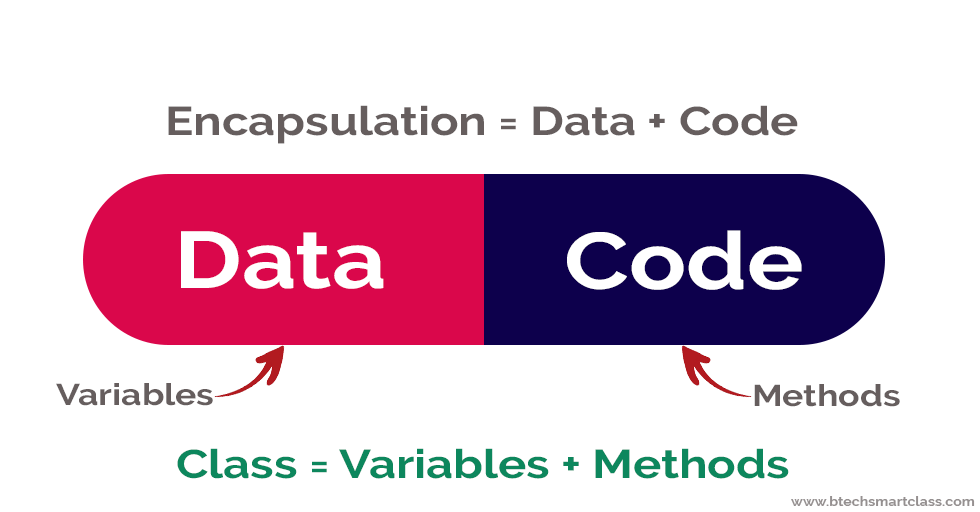 Encapsulation = Data + Code
Data Code
Variables Methods
Class = Variables + Methods
www.btechsmartclass.com